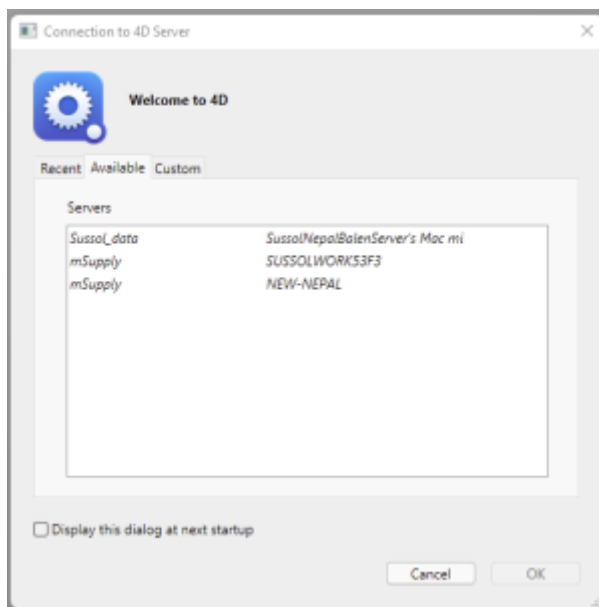 Connection to 4D Server
Welcome to 4D
Recent Available Custom
Servers
Sussol_data SussolNepalBalenServer's Mac mi
mSupply SUSSOLWORK53F3
mSupply NEW-NEPAL
Display this dialog at next startup
Cancel OK